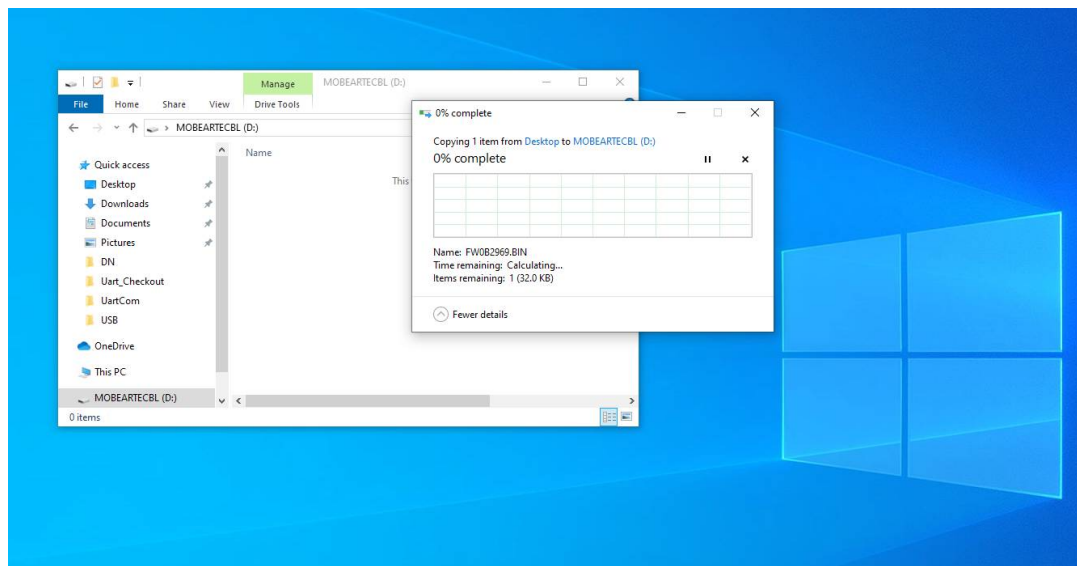 Manage MOBEARTECBL (D:)
File Home Share View Drive Tools
MOBEARTECBL (D:)
Name
This
Quick access
Desktop
Downloads
Documents
Pictures
DN
Uart_Checkout
UartCom
USB
OneDrive
This PC
MOBEARTECBL (D:)
0 items
0% complete
Copying 1 item from Desktop to MOBEARTECBL (D:)
0% complete
Name: FW0B2969.BIN
Time remaining: Calculating...
Items remaining: 1 (32.0 KB)
Fewer details